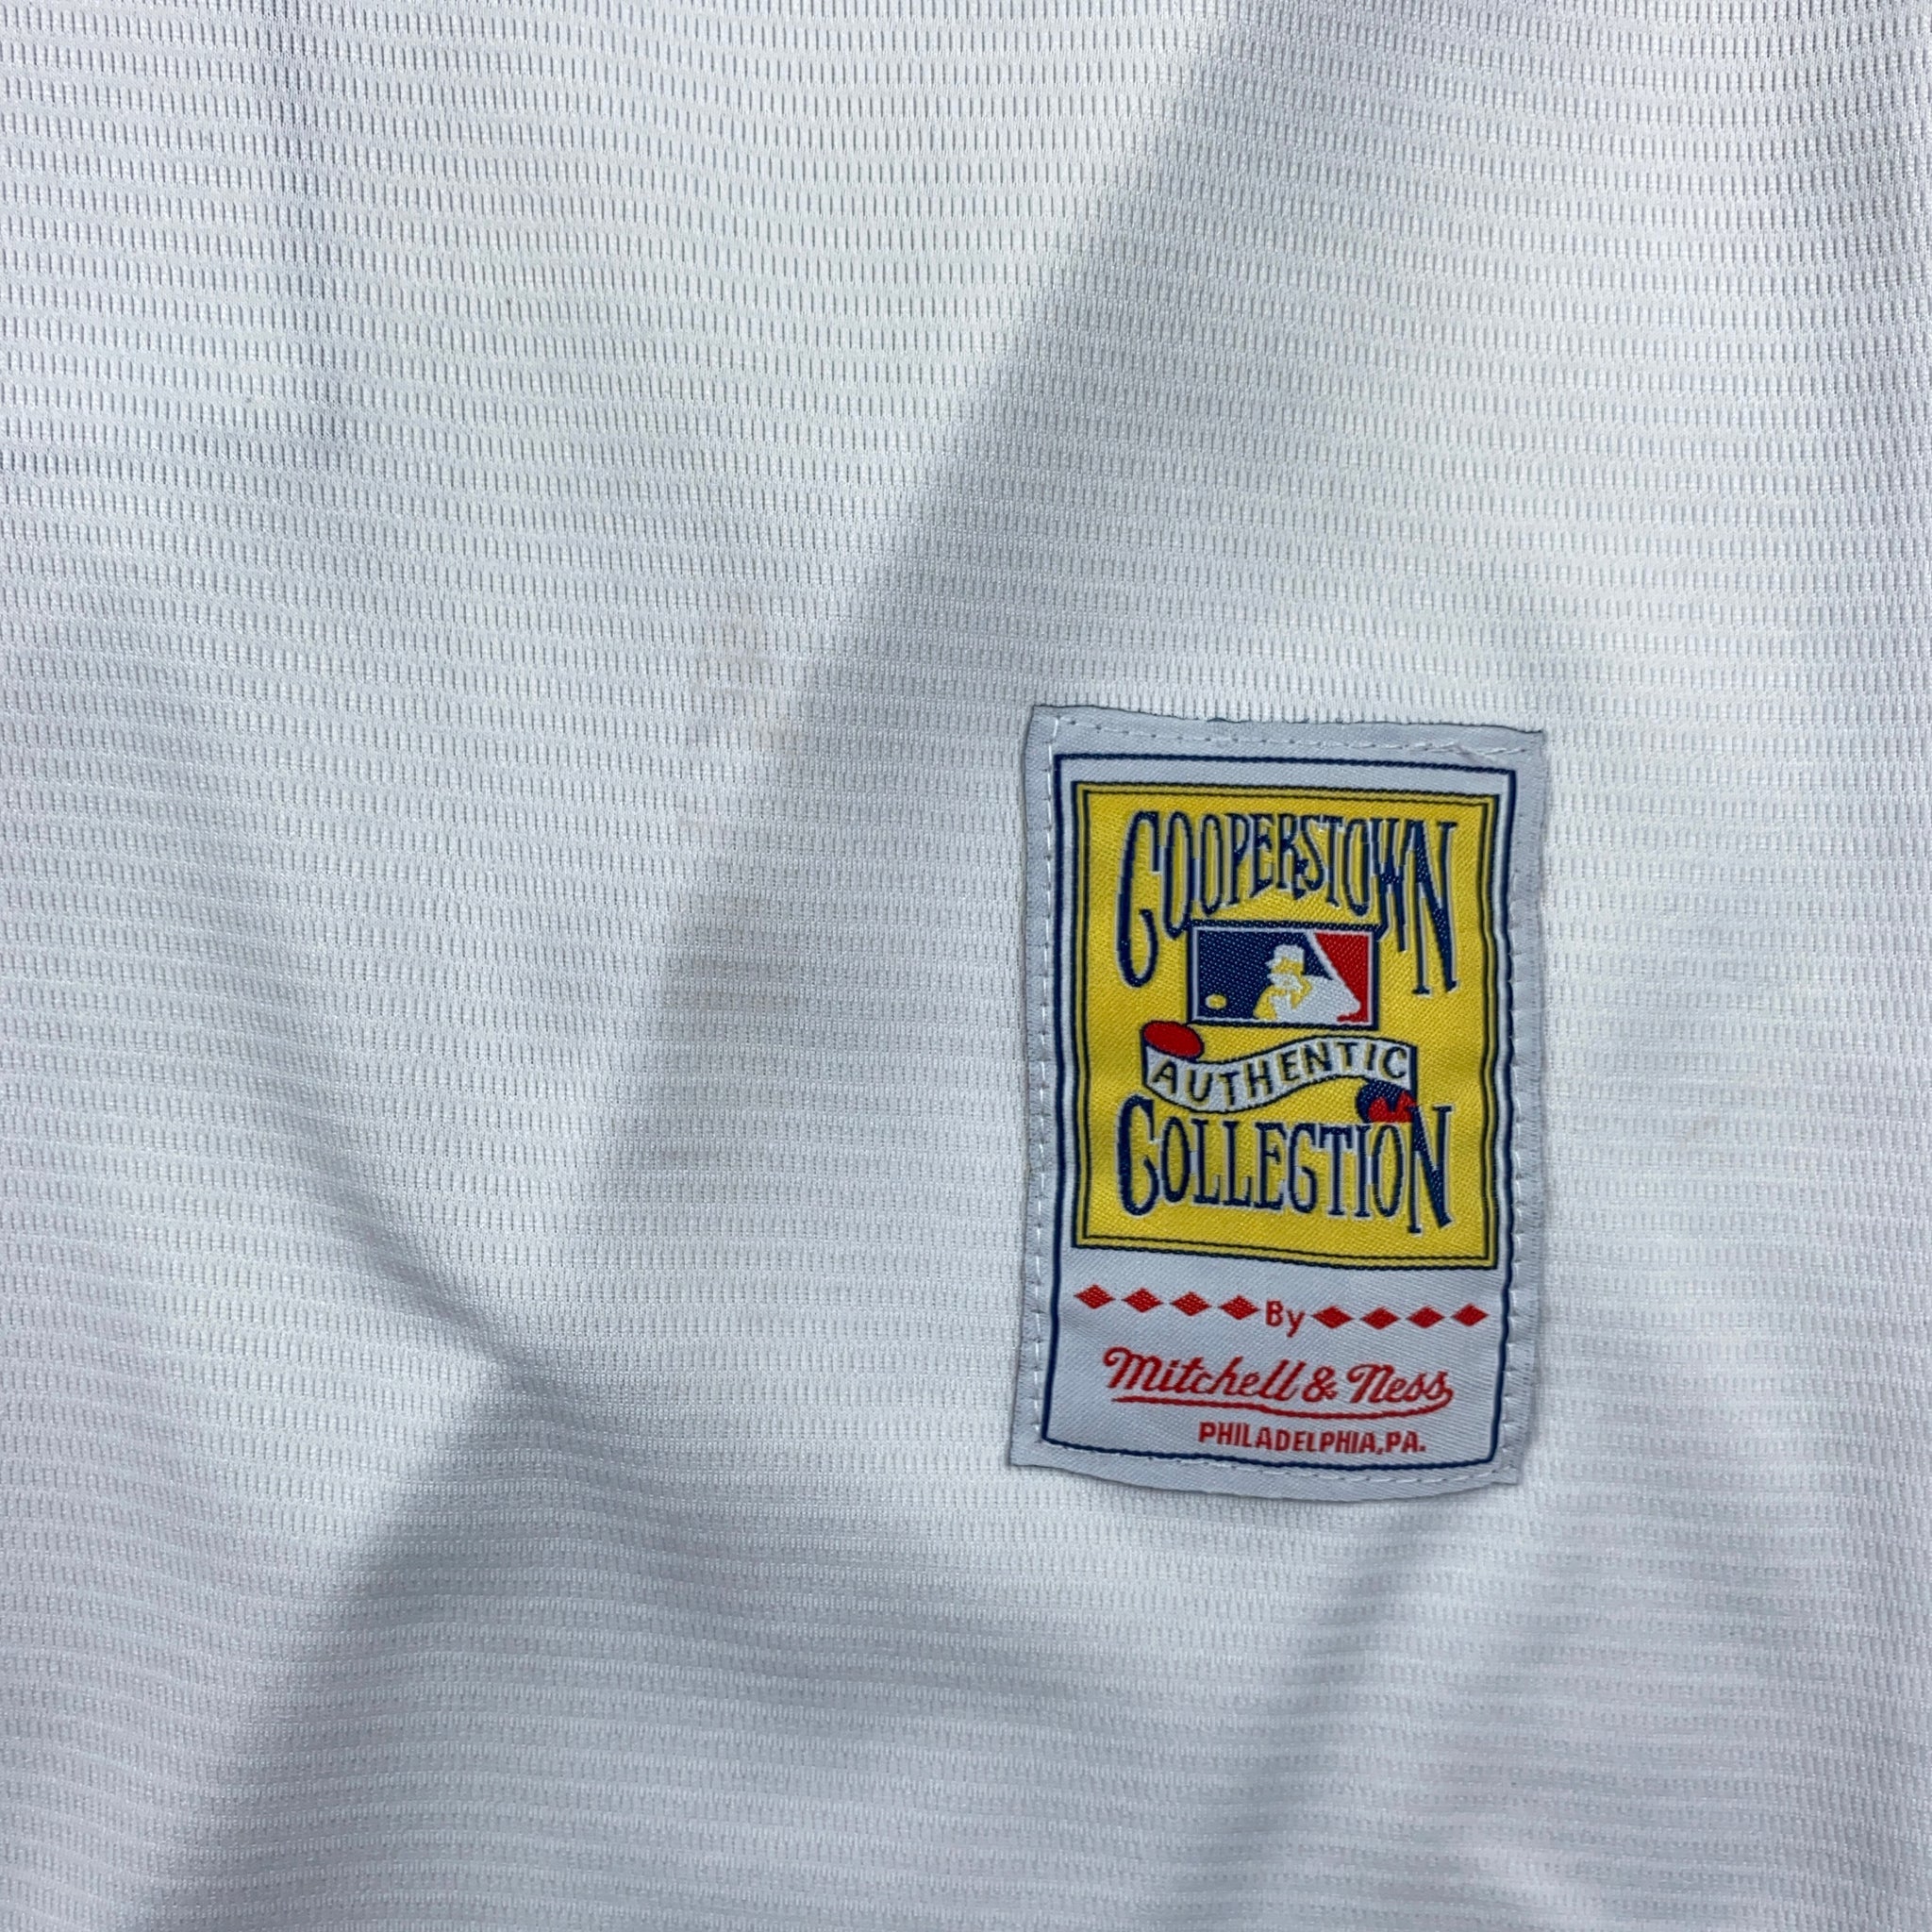 COOPERSTOWN
AUTHENTIC
COLLECTION
By
Mitchell & Ness
PHILADELPHIA,PA.